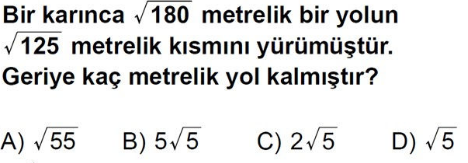 Bir karınca √180 metrelik bir yolun
√125 metrelik kısmını yürümüştür.
Geriye kaç metrelik yol kalmıştır?
A) √55 B) 5√5 C) 2√5 D) √5